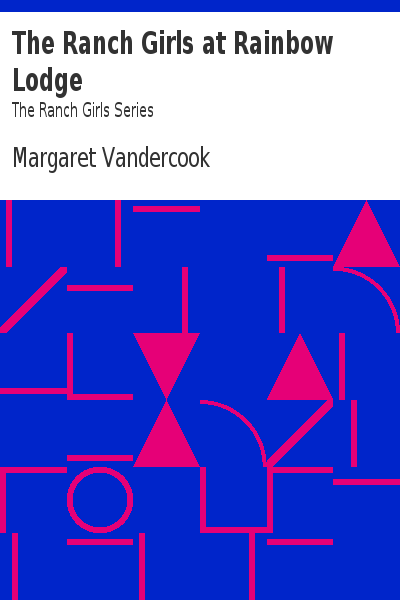 The Ranch Girls at Rainbow
Lodge
The Ranch Girls Series
Margaret Vandercook